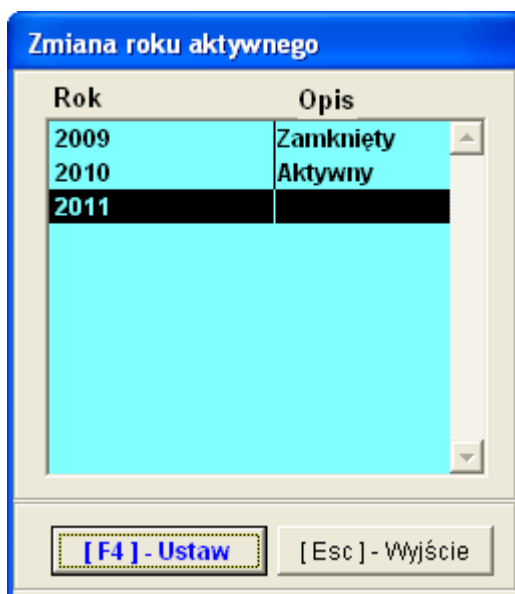 Zmiana roku aktywnego
Rok Opis
2009 Zamknięty
2010 Aktywny
2011
[ F4 ] - Ustaw [ Esc ] - Wyjście